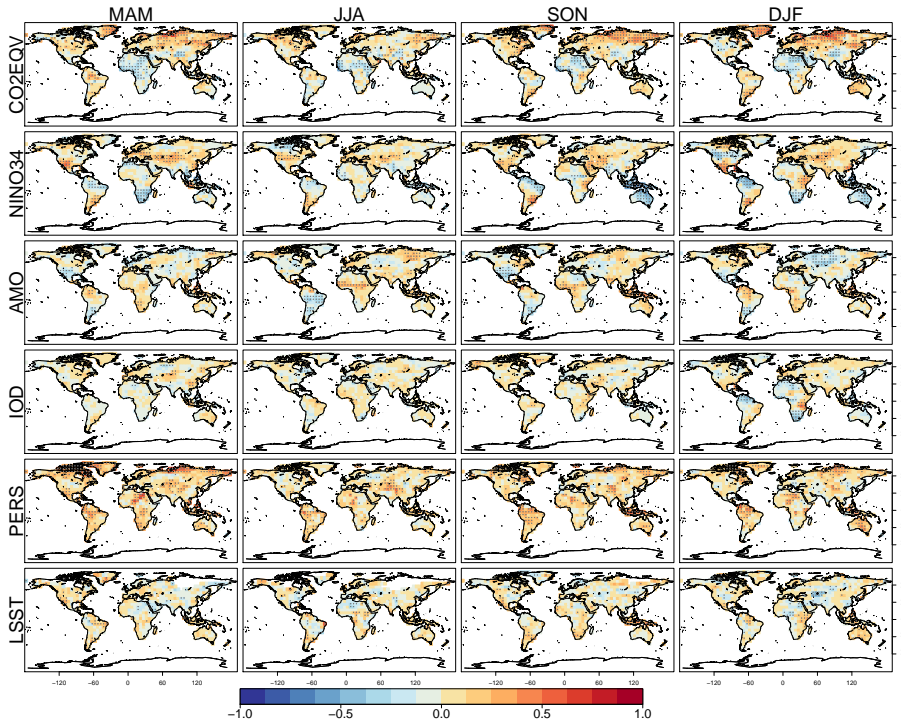 MAM JJA SON DJF
CO2EQV
NINO34
AMO
IOD
PERS
LSST
−120 −60 0 60 120 −120 −60 0 60 120 −120 −60 0 60 120 −120 −60 0 60 120
−1.0 −0.5 0.0 0.5 1.0